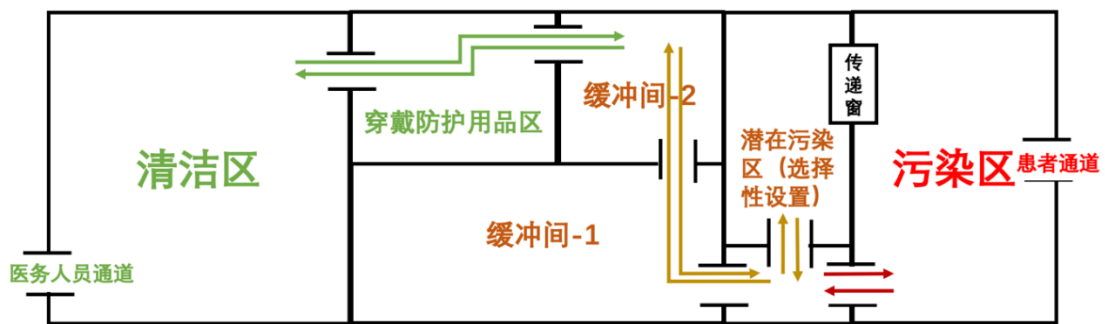 清洁区
医务人员通道
穿戴防护用品区
缓冲间-2
缓冲间-1
潜在污染
区（选择
性设置）
传
递
窗
污染区
患者通道